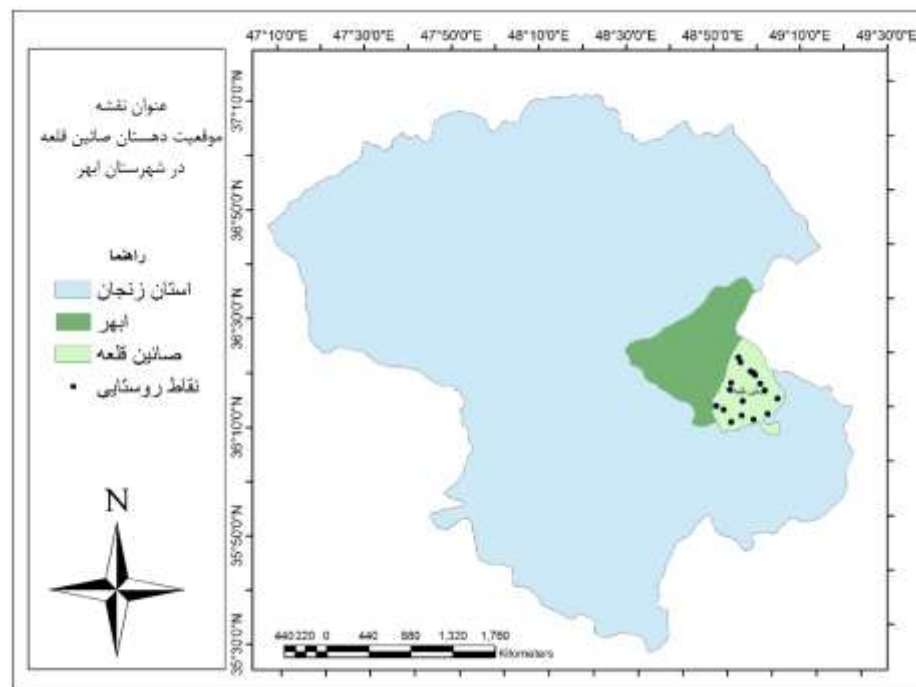 47°10'0"E 47°30'0"E 47°50'0"E 48°10'0"E 48°30'0"E 48°50'0"E 49°10'0"E 49°30'0"E
37°10'0"N
36°50'0"N
36°30'0"N
36°10'0"N
35°50'0"N
35°30'0"N
عنوان نقشه
موقعیت دهستان صائین قلعه
در شهرستان ابهر
راهنما
استان زنجان
ابهر
صائین قلعه
نقاط روستایی
N
440 220 0 440 880 1,320 1,760
Kilometers